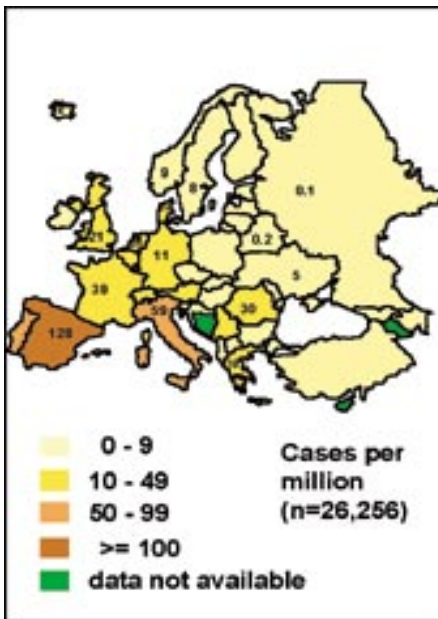 9
8
0.1
21
11
0.2
5
39
59
30
128
0 - 9
10 - 49
50 - 99
>= 100
data not available
Cases per
million
(n=26,256)